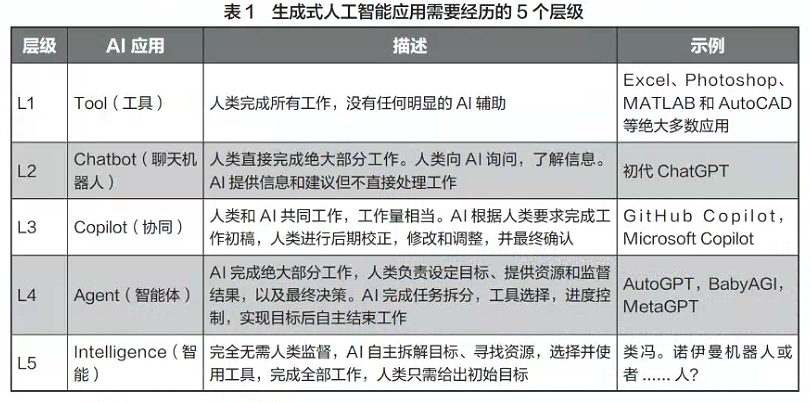 表 1 生成式人工智能应用需要经历的 5 个层级
层级 AI 应用 描述 示例
L1 Tool（工具） 人类完成所有工作，没有任何明显的 AI 辅助 Excel、Photoshop、
MATLAB 和 AutoCAD
等绝大多数应用
L2 Chatbot（聊天机
器人） 人类直接完成绝大部分工作。人类向 AI 询问，了解信息。
AI 提供信息和建议但不直接处理工作 初代 ChatGPT
L3 Copilot（协同） 人类和 AI 共同工作，工作量相当。AI 根据人类要求完成工
作初稿，人类进行后期校正，修改和调整，并最终确认 GitHub Copilot，
Microsoft Copilot
L4 Agent（智能体） AI 完成绝大部分工作，人类负责设定目标、提供资源和监督
结果，以及最终决策。AI 完成任务拆分，工具选择，进度控
制，实现目标后自主结束工作 AutoGPT，BabyAGI，
MetaGPT
L5 Intelligence（智
能） 完全无需人类监督，AI 自主拆解目标、寻找资源，选择并使
用工具，完成全部工作，人类只需给出初始目标 类冯。诺伊曼机器人或
者 …… 人？